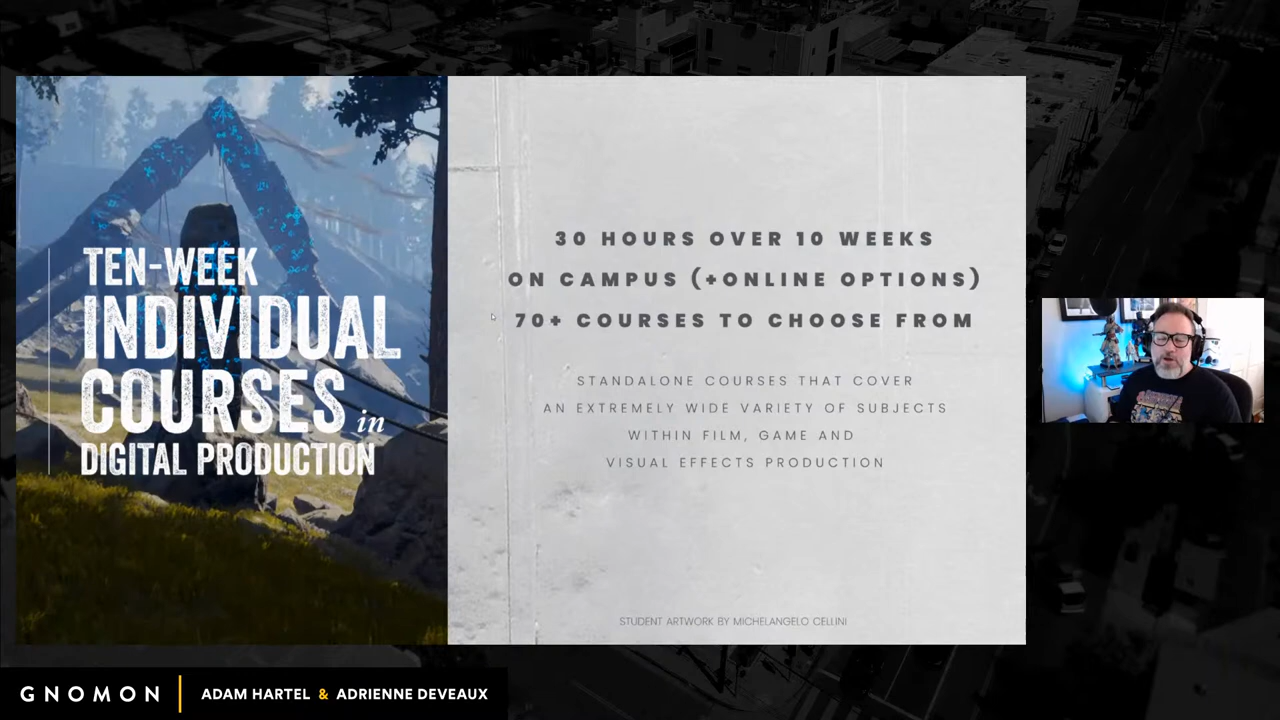 TEN-WEEK
INDIVIDUAL
COURSES in
DIGITAL PRODUCTION
30 HOURS OVER 10 WEEKS
ON CAMPUS (+ONLINE OPTIONS)
70+ COURSES TO CHOOSE FROM
STANDALONE COURSES THAT COVER
AN EXTREMELY WIDE VARIETY OF SUBJECTS
WITHIN FILM, GAME AND
VISUAL EFFECTS PRODUCTION
STUDENT ARTWORK BY MICHELANGELO CELLINI
GNOMON
ADAM HARTEL & ADRIENNE DEVEAUX